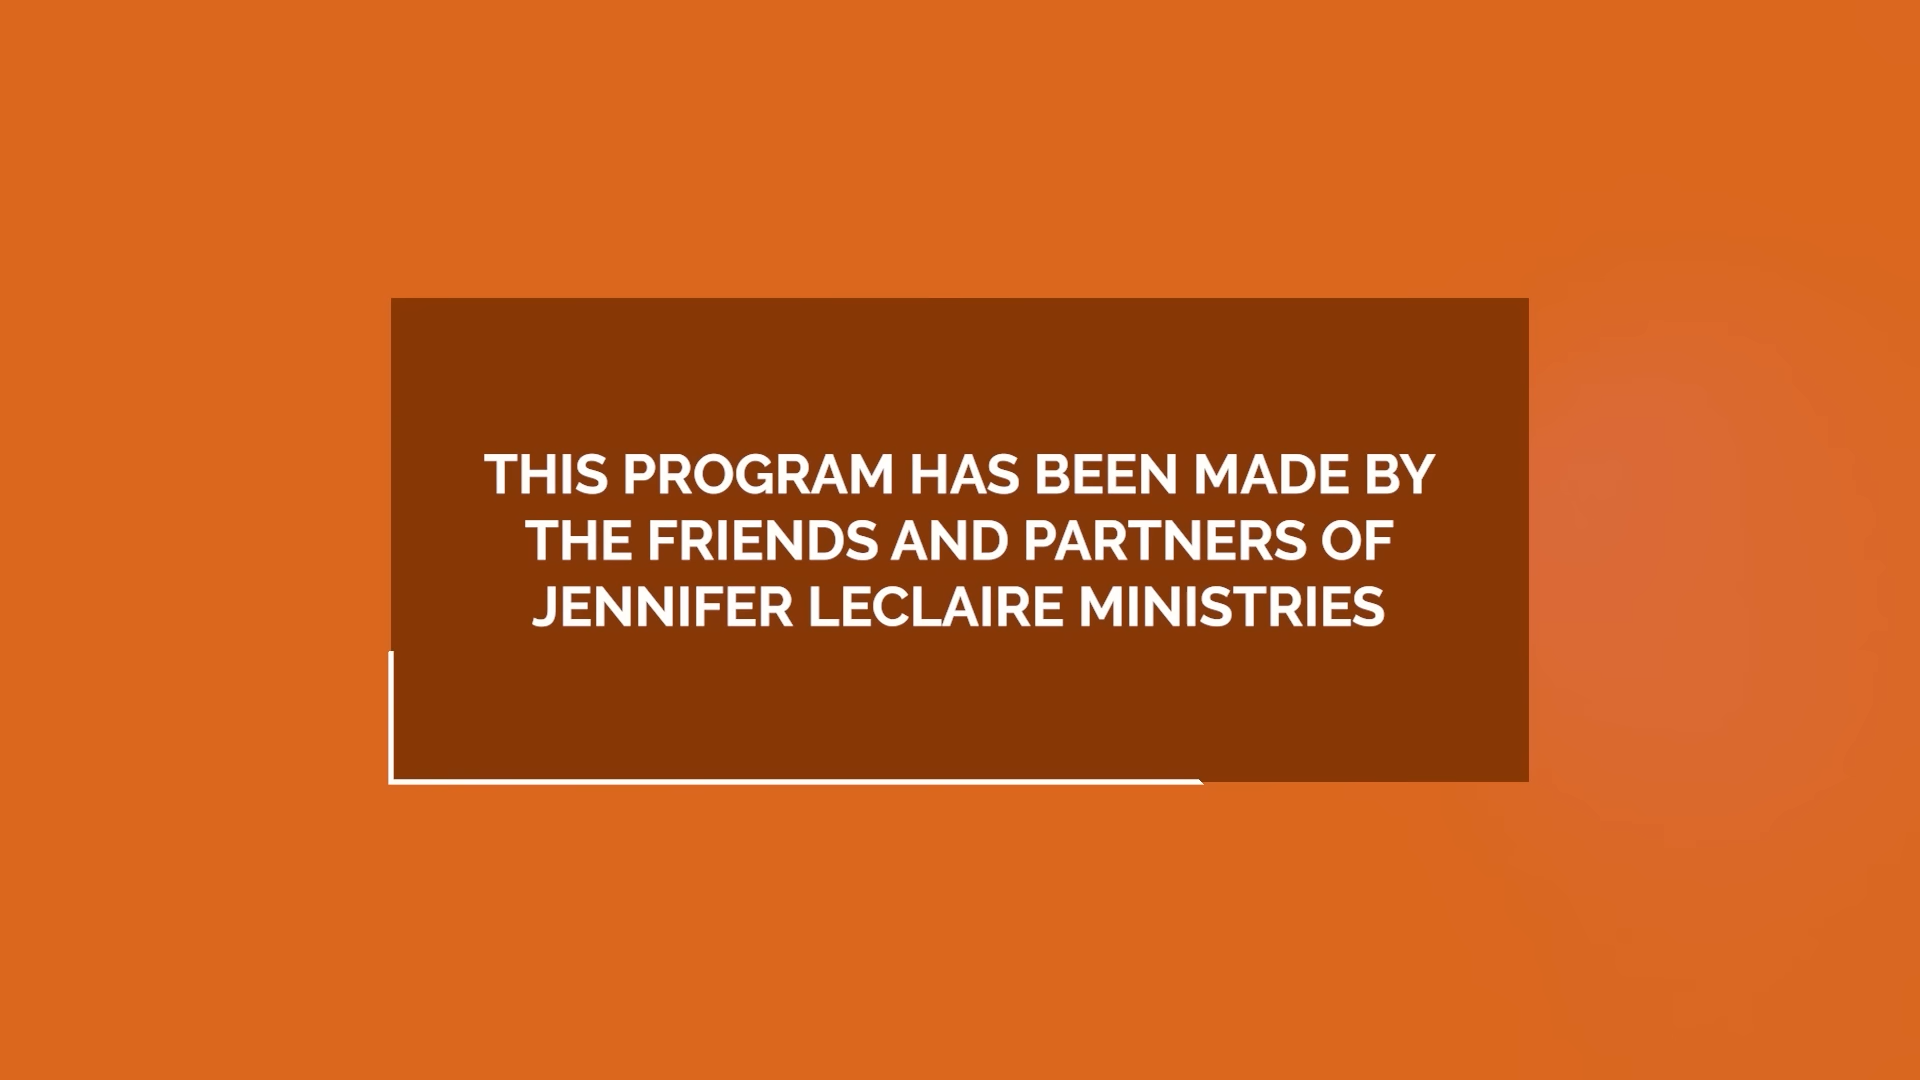 THIS PROGRAM HAS BEEN MADE BY
THE FRIENDS AND PARTNERS OF
JENNIFER LECLAIRE MINISTRIES